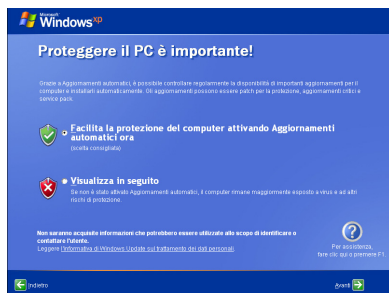 Microsoft
Windows xp
Proteggere il PC è importante!
Grazie a Aggiornamenti automatici, è possibile controllare regolarmente la disponibilità di importanti aggiornamenti per il
computer e installarli automaticamente. Gli aggiornamenti possono essere patch per la protezione, aggiornamenti critici e
service pack.
Facilita la protezione del computer attivando Aggiornamenti
automatici ora
(scelta consigliata)
Visualizza in seguito
Se non è stato attivato Aggiornamenti automatici, il computer rimane maggiormente esposto a virus e ad altri
rischi di protezione.
Non saranno acquisite informazioni che potrebbero essere utilizzate allo scopo di identificare o
contattare l'utente.
Leggere l'informativa di Windows Update sul trattamento dei dati personali
Per assistenza,
fare clic qui o premere F1
Indietro
Avanti